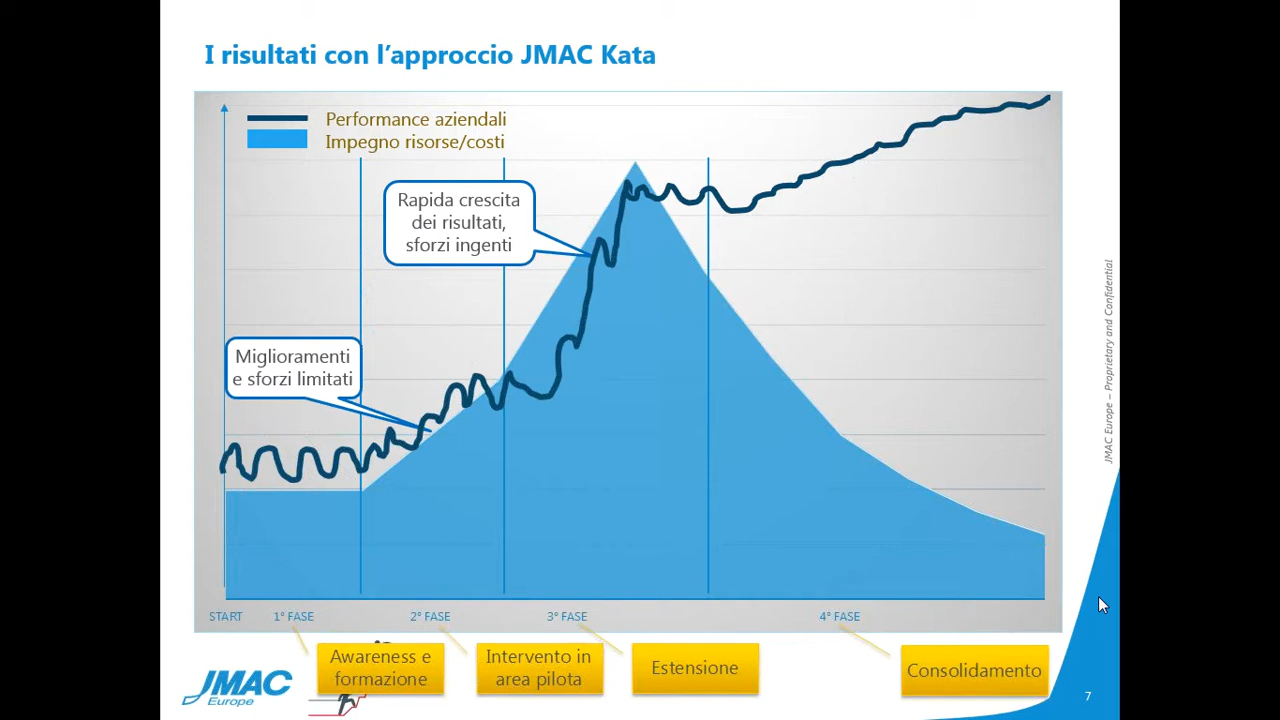 I risultati con l’approccio JMAC Kata
Performance aziendali
Impegno risorse/costi
Rapida crescita
dei risultati,
sforzi ingenti
Miglioramenti
e sforzi limitati
START
1° FASE
2° FASE
3° FASE
4° FASE
Awareness e
formazione
Intervento in
area pilota
Estensione
Consolidamento
JMAC Europe – Proprietary and Confidential
JMAC
Europe
7